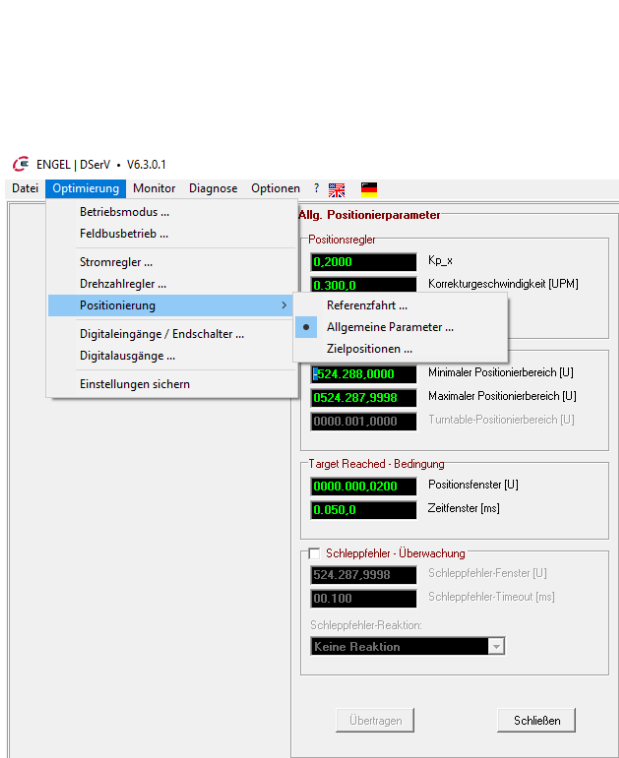 ENGEL | DSerV • V6.3.0.1
Datei Optimierung Monitor Diagnose Optionen ?
Betriebsmodus ...
Feldbusbetrieb ...
Stromregler ...
Drehzahlregler ...
Positionierung >
Digitaleingänge / Endschalter ...
Digitalausgänge ...
Einstellungen sichern
Referenzfahrt ...
Allgemeine Parameter ...
Zielpositionen ...
Allg. Positionierparameter
Positionsregler
0,2000 Kp_x
0.300,0 Korrekturgeschwindigkeit [UPM]
524.288,0000 Minimaler Positionierbereich [U]
0524.287,9998 Maximaler Positionierbereich [U]
0000.001,0000 Turntable-Positionierbereich [U]
Target Reached - Bedingung
0000.000,0200 Positionsfenster [U]
0.050,0 Zeitfenster [ms]
Schleppfehler - Überwachung
524.287,9998 Schleppfehler-Fenster [U]
00.100 Schleppfehler-Timeout [ms]
Schleppfehler-Reaktion:
Keine Reaktion
Übertragen Schließen